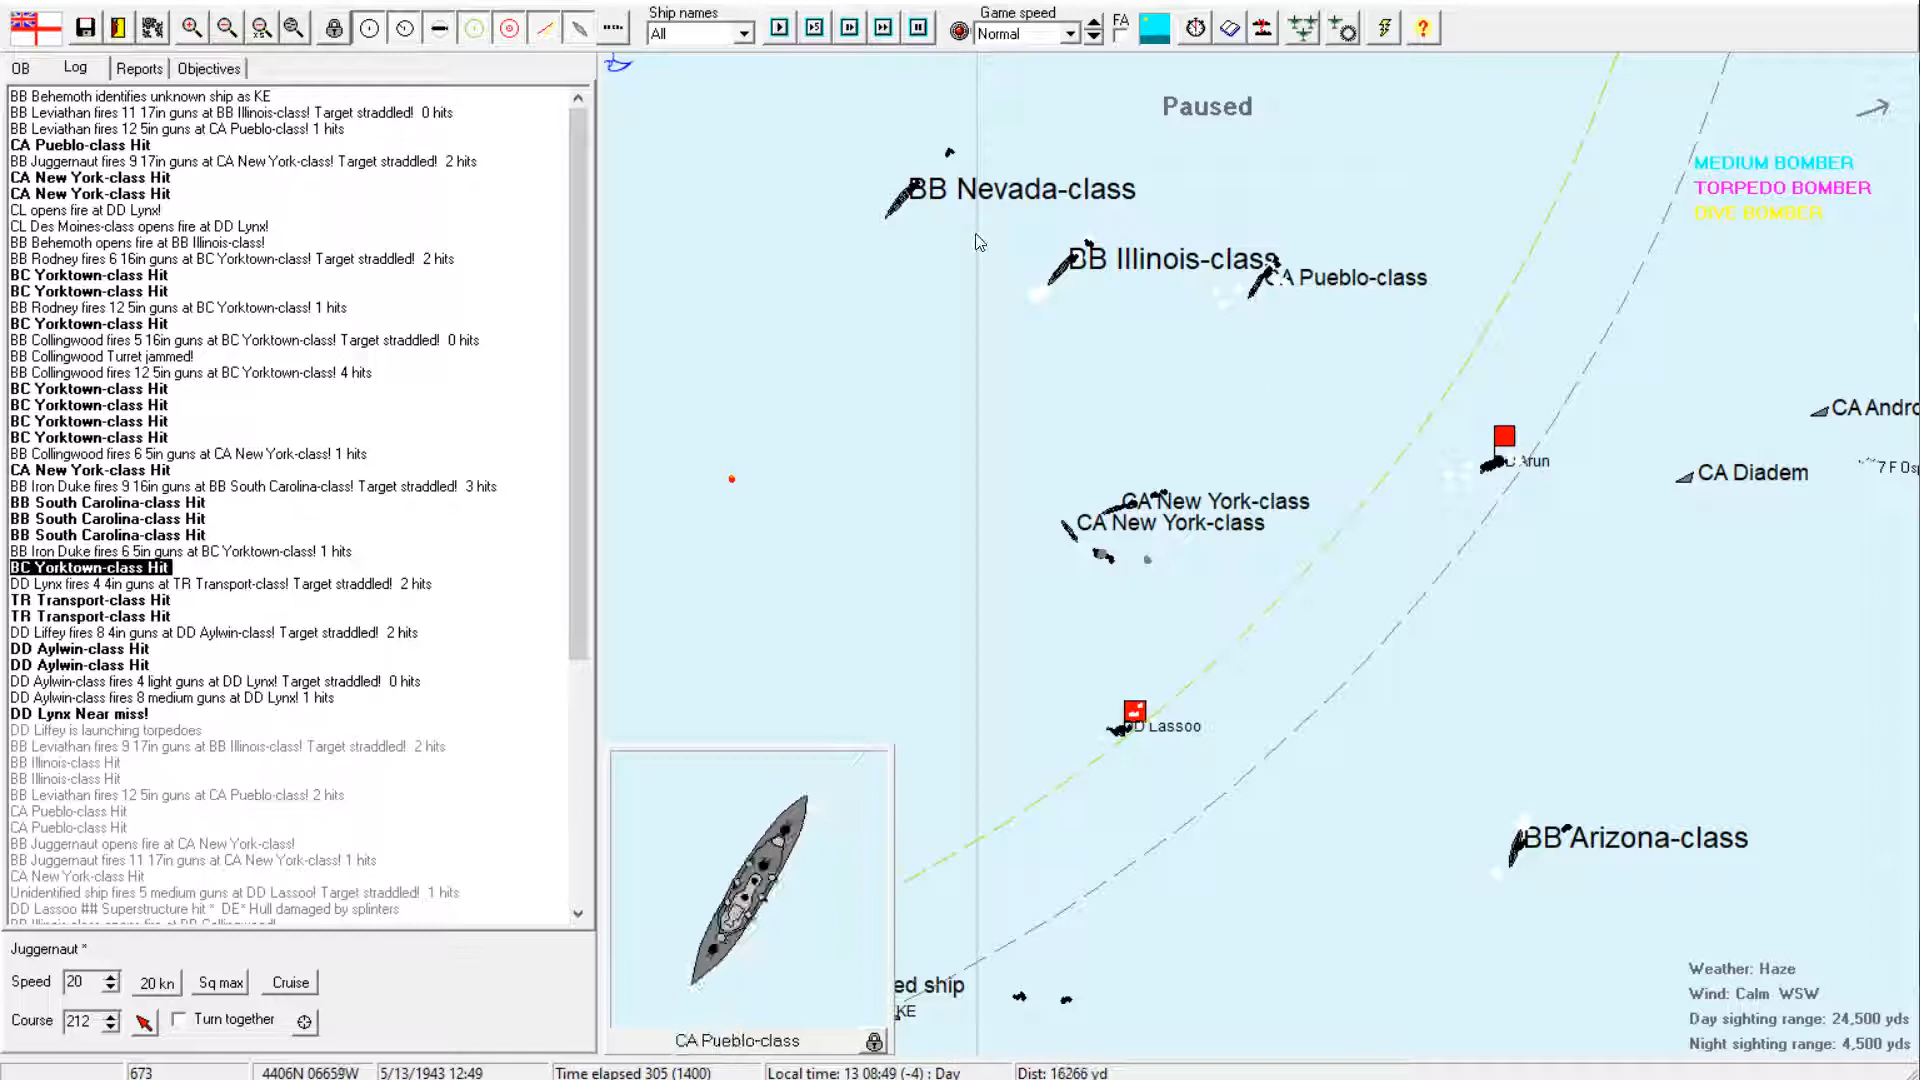 Ship names
All
Game speed
Normal
FA
OB
Log
Reports
Objectives
BB Behemoth identifies unknown ship as KE
BB Leviathan fires 11 17in guns at BB Illinois-class! Target straddled! 0 hits
BB Leviathan fires 12 5in guns at CA Pueblo-class! 1 hits
CA Pueblo-class Hit
BB Juggernaut fires 9 17in guns at CA New York-class! Target straddled! 2 hits
CA New York-class Hit
CA New York-class Hit
CL opens fire at DD Lynx!
CL Des Moines-class opens fire at DD Lynx!
BB Behemoth opens fire at BB Illinois-class!
BB Rodney fires 6 16in guns at BC Yorktown-class! Target straddled! 2 hits
BC Yorktown-class Hit
BC Yorktown-class Hit
BB Rodney fires 12 5in guns at BC Yorktown-class! 1 hits
BC Yorktown-class Hit
BB Collingwood fires 5 16in guns at BC Yorktown-class! Target straddled! 0 hits
BB Collingwood Turret jammed!
BB Collingwood fires 12 5in guns at BC Yorktown-class! 4 hits
BC Yorktown-class Hit
BC Yorktown-class Hit
BC Yorktown-class Hit
BC Yorktown-class Hit
BB Collingwood fires 6 5in guns at CA New York-class! 1 hits
CA New York-class Hit
BB Iron Duke fires 9 16in guns at BB South Carolina-class! Target straddled! 3 hits
BB South Carolina-class Hit
BB South Carolina-class Hit
BB South Carolina-class Hit
BB Iron Duke fires 6 5in guns at BC Yorktown-class! 1 hits
BC Yorktown-class Hit
DD Lynx fires 4 4in guns at TR Transport-class! Target straddled! 2 hits
TR Transport-class Hit
TR Transport-class Hit
DD Liffey fires 8 4in guns at DD Aylwin-class! Target straddled! 2 hits
DD Aylwin-class Hit
DD Aylwin-class Hit
DD Aylwin-class fires 4 light guns at DD Lynx! Target straddled! 0 hits
DD Aylwin-class fires 8 medium guns at DD Lynx! 1 hits
DD Lynx Near miss!
DD Liffey is launching torpedoes
BB Leviathan fires 9 17in guns at BB Illinois-class! Target straddled! 2 hits
BB Illinois-class Hit
BB Illinois-class Hit
BB Leviathan fires 12 5in guns at CA Pueblo-class! 2 hits
CA Pueblo-class Hit
CA Pueblo-class Hit
BB Juggernaut opens fire at CA New York-class!
BB Juggernaut fires 11 17in guns at CA New York-class! 1 hits
CA New York-class Hit
Unidentified ship fires 5 medium guns at DD Lassoo! Target straddled! 1 hits
DD Lassoo ## Superstructure hit * DE* Hull damaged by splinters
Juggernaut *
Speed 20 20 kn Sq max Cruise
Course 212 Turn together
Paused
MEDIUM BOMBER
TORPEDO BOMBER
DIVE BOMBER
BB Nevada-class
BB Illinois-class
CA Pueblo-class
CA Andro
CA Diadem
Arun
CA New York-class
CA New York-class
DD Lassoo
BB Arizona-class
ed ship
KE
CA Pueblo-class
Weather: Haze
Wind: Calm WSW
Day sighting range: 24,500 yds
Night sighting range: 4,500 yds
673 4406N 06659W 5/13/1943 12:49 Time elapsed 305 (1400) Local time: 13 08:49 (-4) : Day Dist: 16266 yd